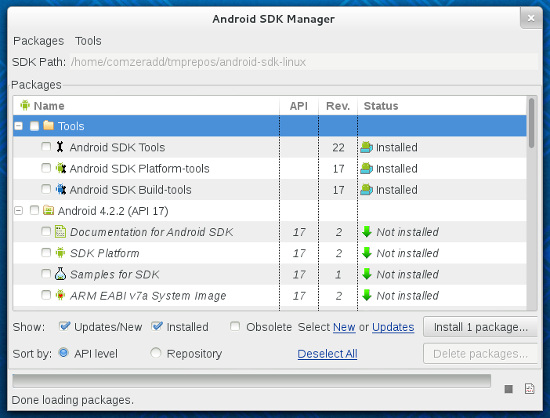 Android SDK Manager
Packages Tools
SDK Path: /home/comzeradd/tmprepos/android-sdk-linux
Packages
Name API Rev. Status
Tools
Android SDK Tools 22 Installed
Android SDK Platform-tools 17 Installed
Android SDK Build-tools 17 Installed
Android 4.2.2 (API 17)
Documentation for Android SDK 17 2 Not installed
SDK Platform 17 2 Not installed
Samples for SDK 17 1 Not installed
ARM EABI v7a System Image 17 2 Not installed
Show: Updates/New Installed Obsolete Select New or Updates Install 1 package...
Sort by: API level Repository Deselect All Delete packages...
Done loading packages.